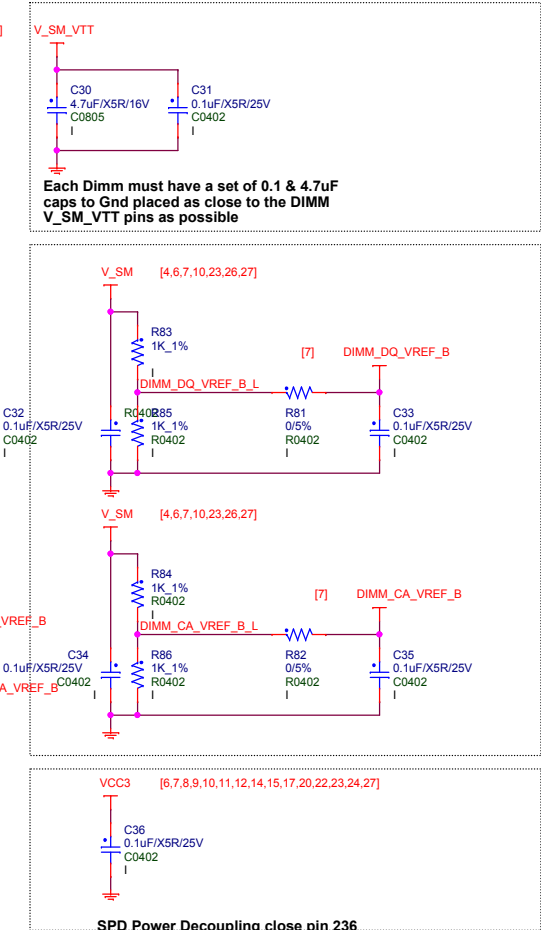 ]
V_SM_VTT
C30
4.7uF/X5R/16V
C0805
I
C31
0.1uF/X5R/25V
C0402
I
Each Dimm must have a set of 0.1 & 4.7uF
caps to Gnd placed as close to the DIMM
V_SM_VTT pins as possible
V_SM [4,6,7,10,23,26,27]
R83
1K_1%
I
R0402
[7] DIMM_DQ_VREF_B
DIMM_DQ_VREF_B_L
C32
0.1uF/X5R/25V
C0402
I
R85
1K_1%
R0402
I
R81
0/5%
R0402
I
C33
0.1uF/X5R/25V
C0402
I
V_SM [4,6,7,10,23,26,27]
R84
1K_1%
R0402
I
[7] DIMM_CA_VREF_B
VREF_B
DIMM_CA_VREF_B_L
C34
0.1uF/X5R/25V
C0402
I
A_VREF_B
R86
1K_1%
R0402
I
R82
0/5%
R0402
I
C35
0.1uF/X5R/25V
C0402
I
VCC3 [6,7,8,9,10,11,12,14,15,17,20,22,23,24,27]
C36
0.1uF/X5R/25V
C0402
I
SPD Power Decoupling close pin 236